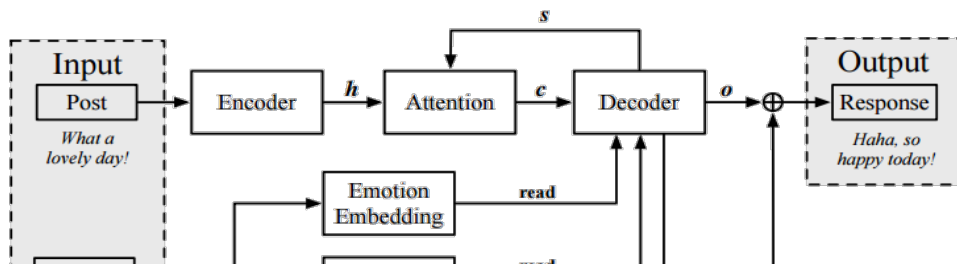 s
Input
Output
Post
Encoder
h
Attention
c
Decoder
o
Response
What a
lovely day!
Haha, so
happy today!
Emotion
Embedding
read